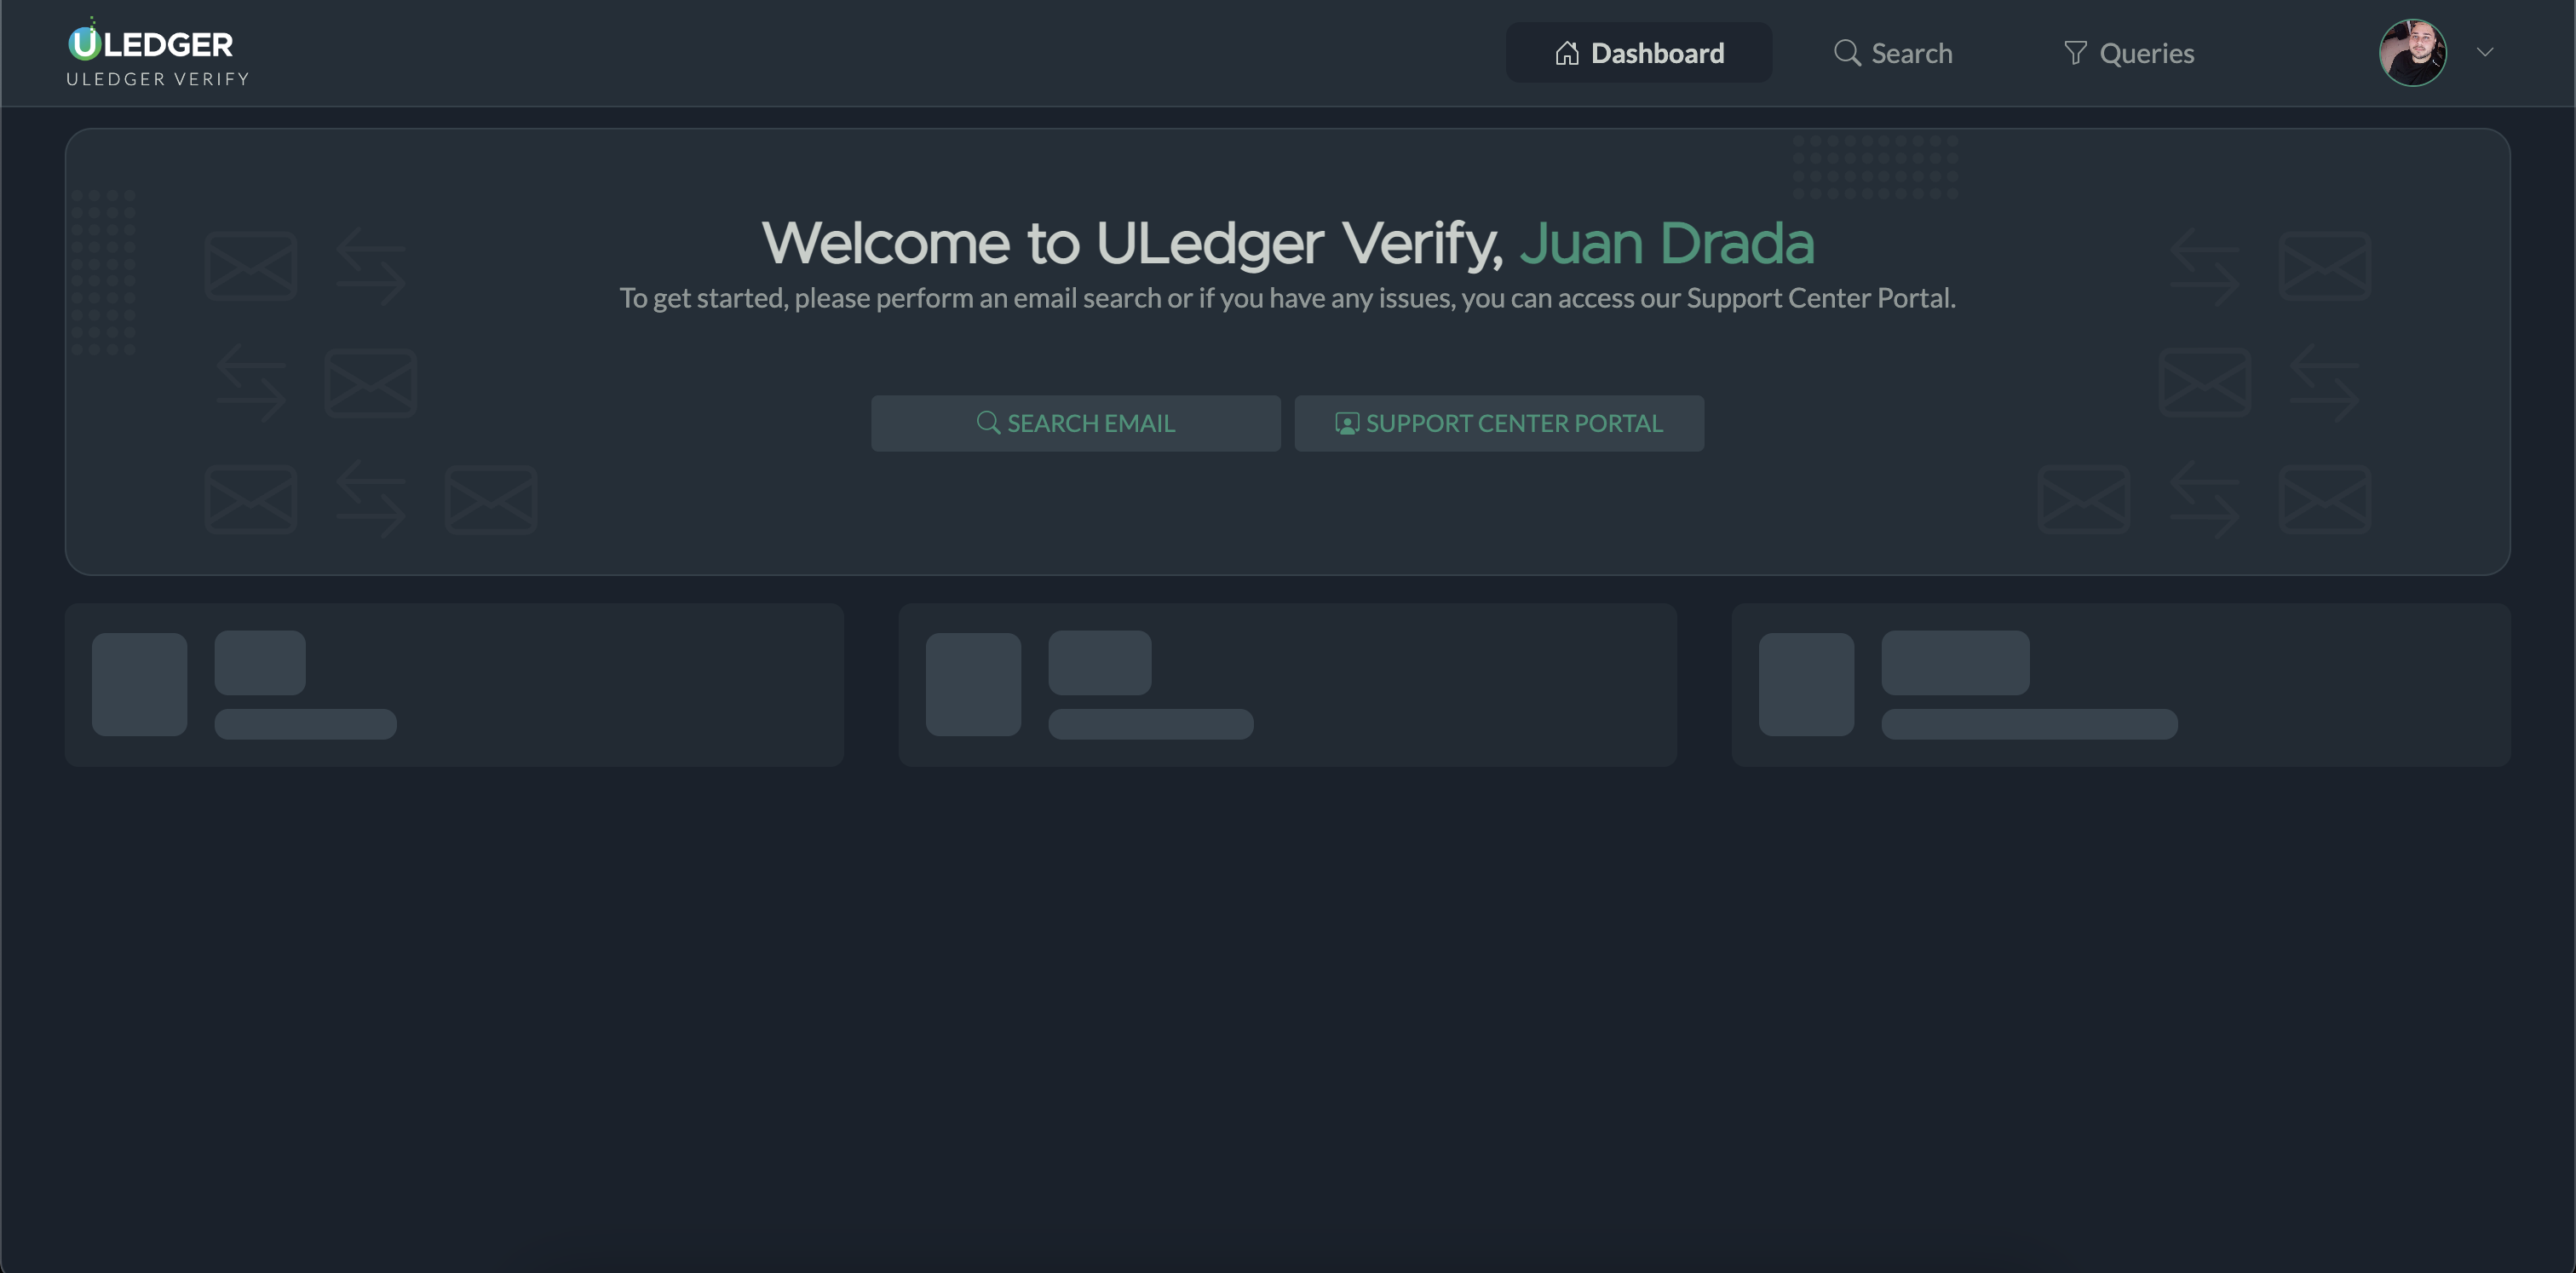 ULEDGER
ULEDGER VERIFY
Dashboard
Search
Queries
Welcome to ULedger Verify, Juan Drada
To get started, please perform an email search or if you have any issues, you can access our Support Center Portal.
SEARCH EMAIL
SUPPORT CENTER PORTAL